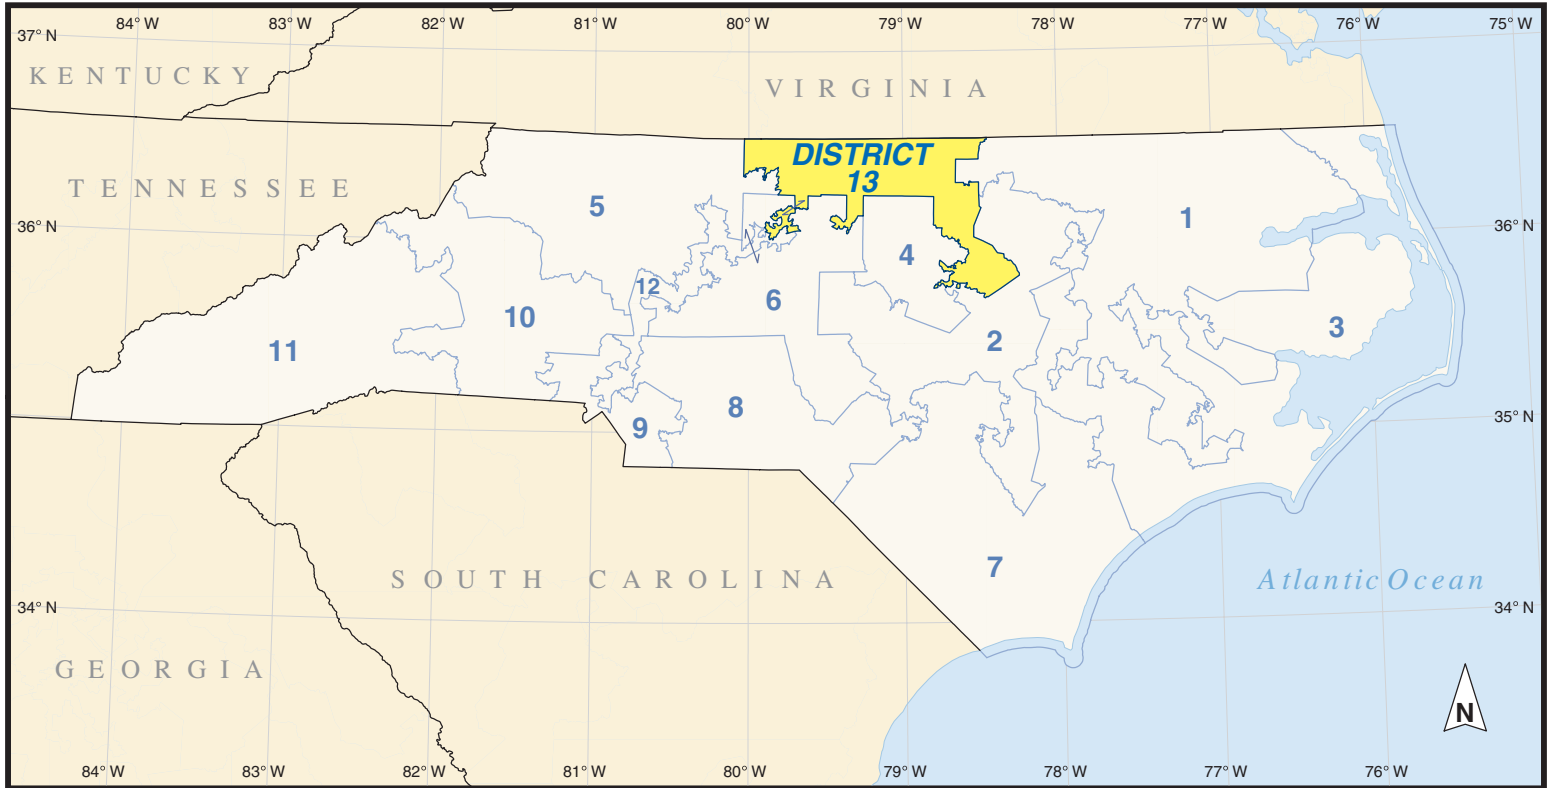 84° W 83° W 82° W 81° W 80° W 79° W 78° W 77° W 76° W 75° W
37° N
KENTUCKY
VIRGINIA
DISTRICT
13
TENNESSEE
5
1
36° N
36° N
4
12
6
10
3
2
11
8
9
35° N
35° N
7
SOUTH CAROLINA
Atlantic Ocean
34° N
34° N
GEORGIA
N
84° W 83° W 82° W 81° W 80° W 79° W 78° W 77° W 76° W